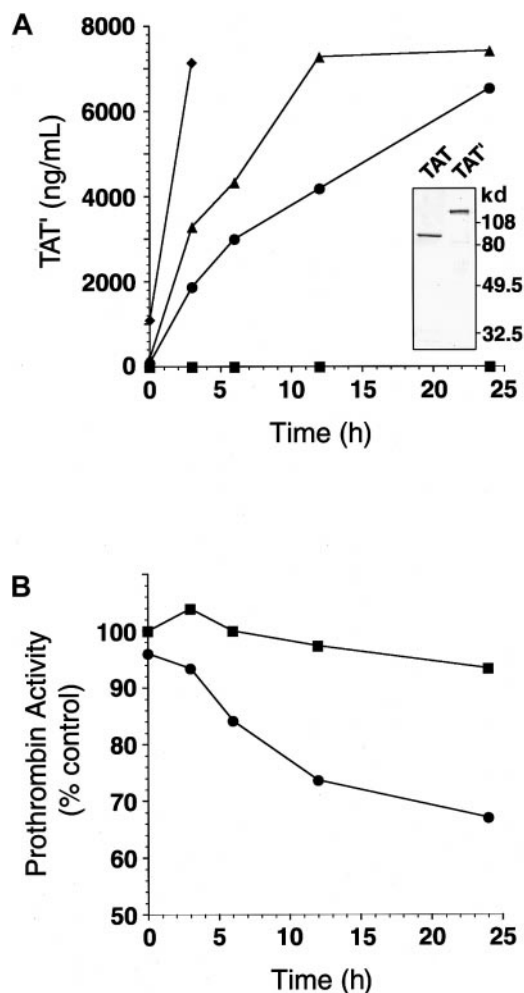 A
8000
6000
4000
2000
0
TAT' (ng/mL)
0 5 10 15 20 25
Time (h)
TAT TAT'
kd
108
80
49.5
32.5
B
100
90
80
70
60
50
Prothrombin Activity
(% control)
0 5 10 15 20 25
Time (h)